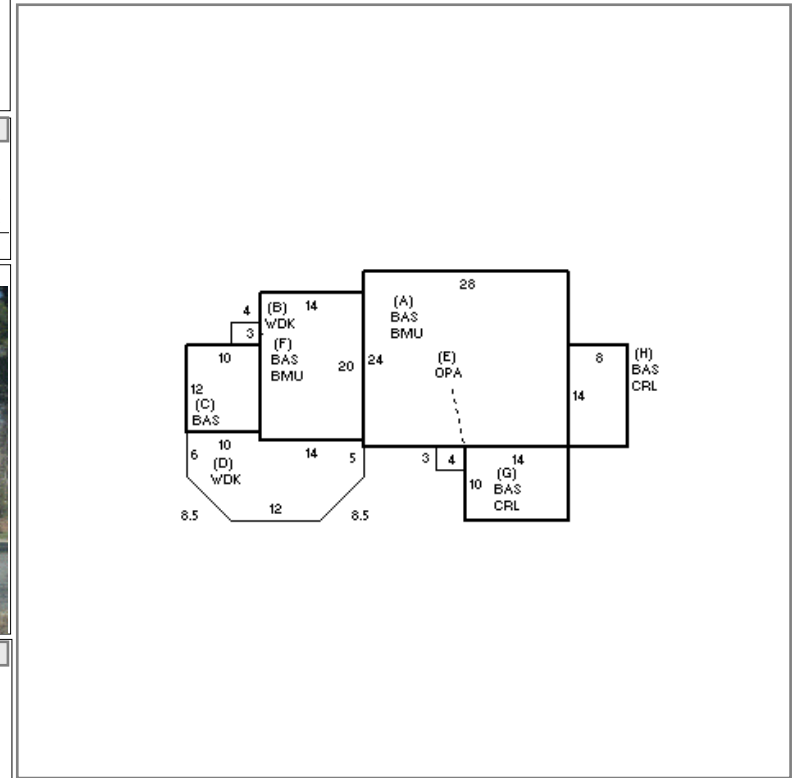 28
(A)
BAS
BMU
4
(B)
14
WDK
3
(F)
BAS
BMU
20
24
(E)
OPA
10
12
(C)
BAS
8
(H)
BAS
CRL
14
10
6
(D)
WDK
14
5
8.5
12
8.5
3
4
14
10
(G)
BAS
CRL